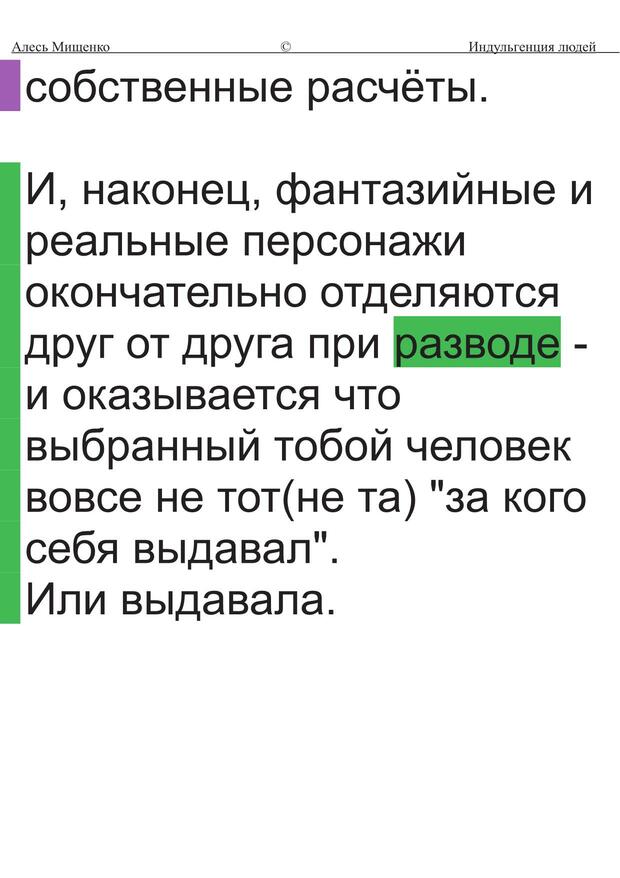 Алесь Мищенко © Индульгенция людей
собственные расчёты.
И, наконец, фантазийные и
реальные персонажи
окончательно отделяются
друг от друга при разводе -
и оказывается что
выбранный тобой человек
вовсе не тот(не та) "за кого
себя выдавал".
Или выдавала.